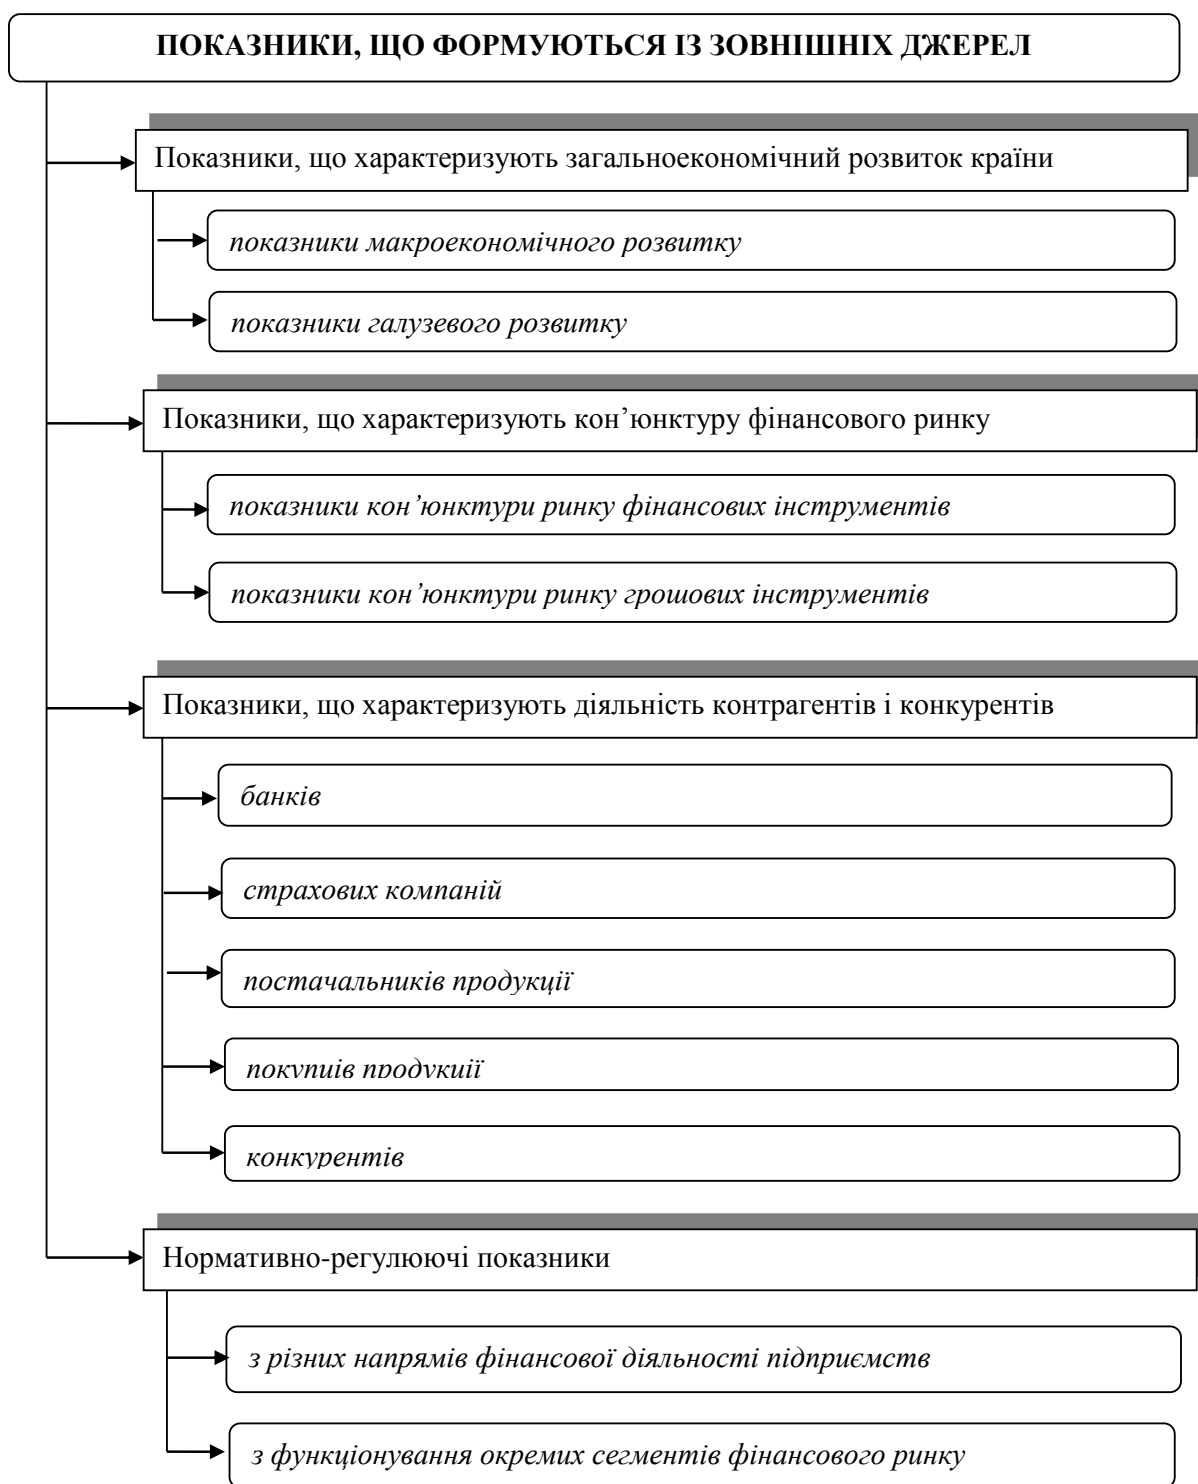 ПОКАЗНИКИ, ЩО ФОРМУЮТЬСЯ ІЗ ЗОВНІШНІХ ДЖЕРЕЛ
Показники, що характеризують загальноекономічний розвиток країни
показники макроекономічного розвитку
показники галузевого розвитку
Показники, що характеризують кон’юнктуру фінансового ринку
показники кон’юнктури ринку фінансових інструментів
показники кон’юнктури ринку грошових інструментів
Показники, що характеризують діяльність контрагентів і конкурентів
банків
страхових компаній
постачальників продукції
покупців продукції
конкурентів
Нормативно-регулюючі показники
з різних напрямів фінансової діяльності підприємств
з функціонування окремих сегментів фінансового ринку